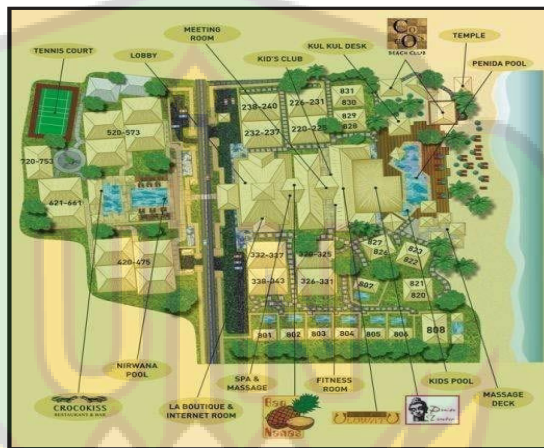 MEETING
ROOM
COCO'S
BEACH CLUB
TENNIS COURT
LOBBY
KID'S CLUB
KUL KUL DESK
TEMPLE
PENIDA POOL
238-240
226-231
831
830
829
828
232-237
220-225
520-573
720-753
621-661
620-475
332-337
320-325
338-343
326-331
827
826
823
822
807
821
820
801
802
803
804
805
806
808
NIRWANA
POOL
SPA &
MASSAGE
FITNESS
ROOM
KIDS POOL
MASSAGE
DECK
CROCOKISS
RESTAURANT & BAR
LA BOUTIQUE &
INTERNET ROOM